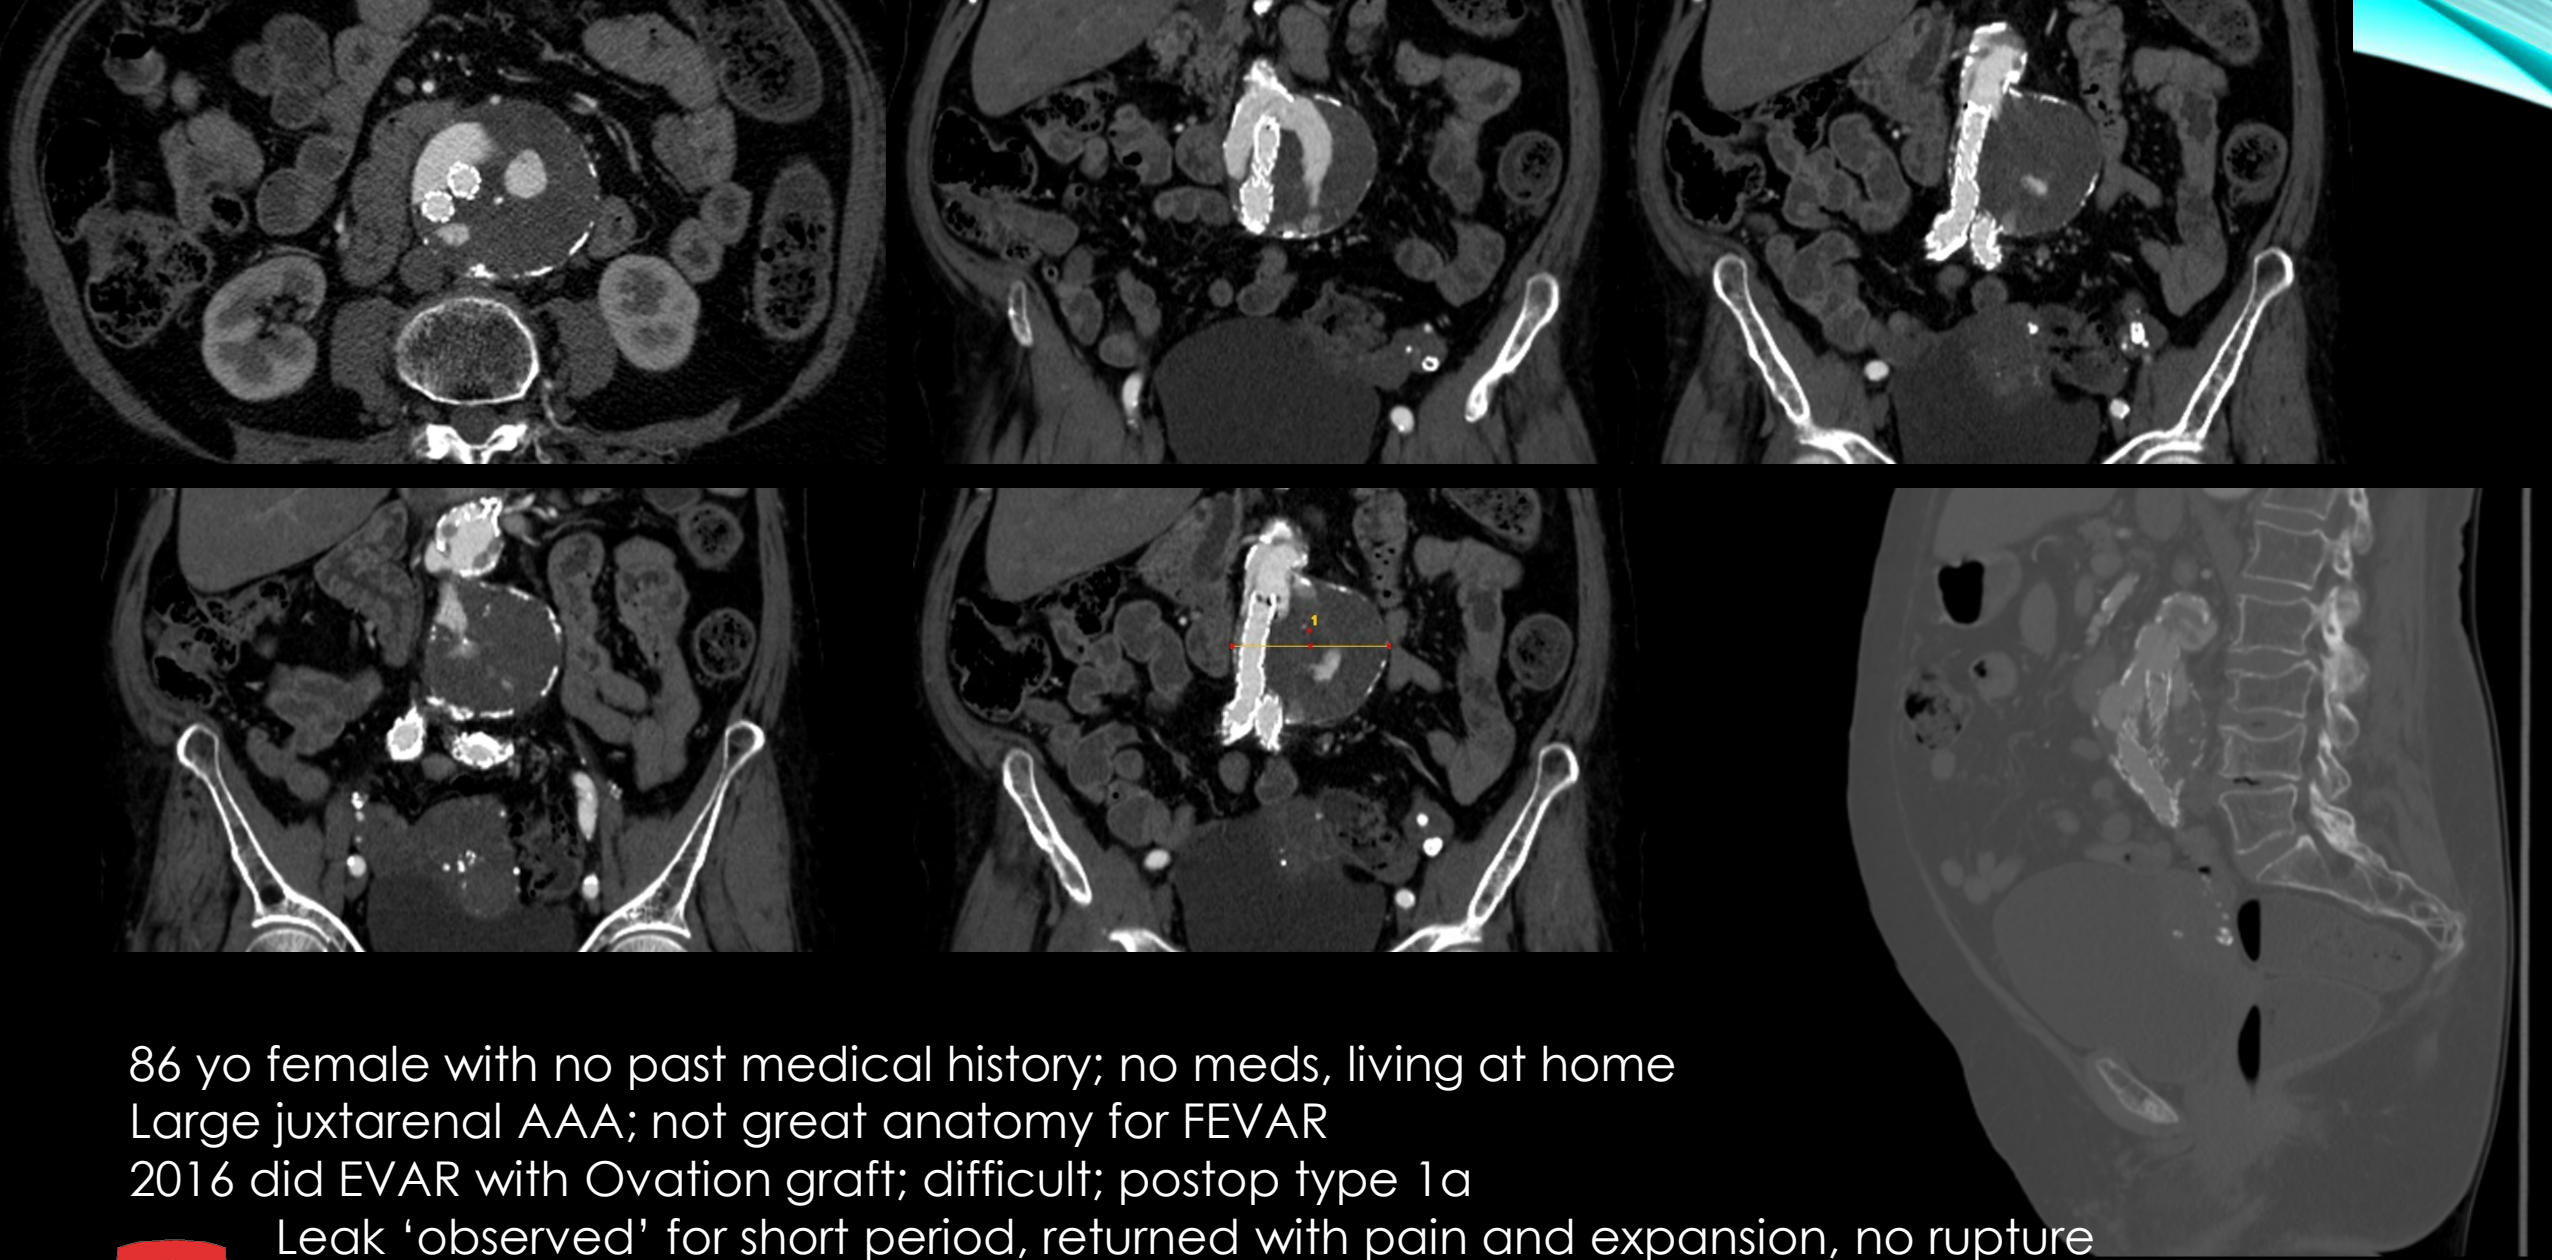 1
86 yo female with no past medical history; no meds, living at home
Large juxtarenal AAA; not great anatomy for FEVAR
2016 did EVAR with Ovation graft; difficult; postop type 1a
Leak ‘observed’ for short period, returned with pain and expansion, no rupture